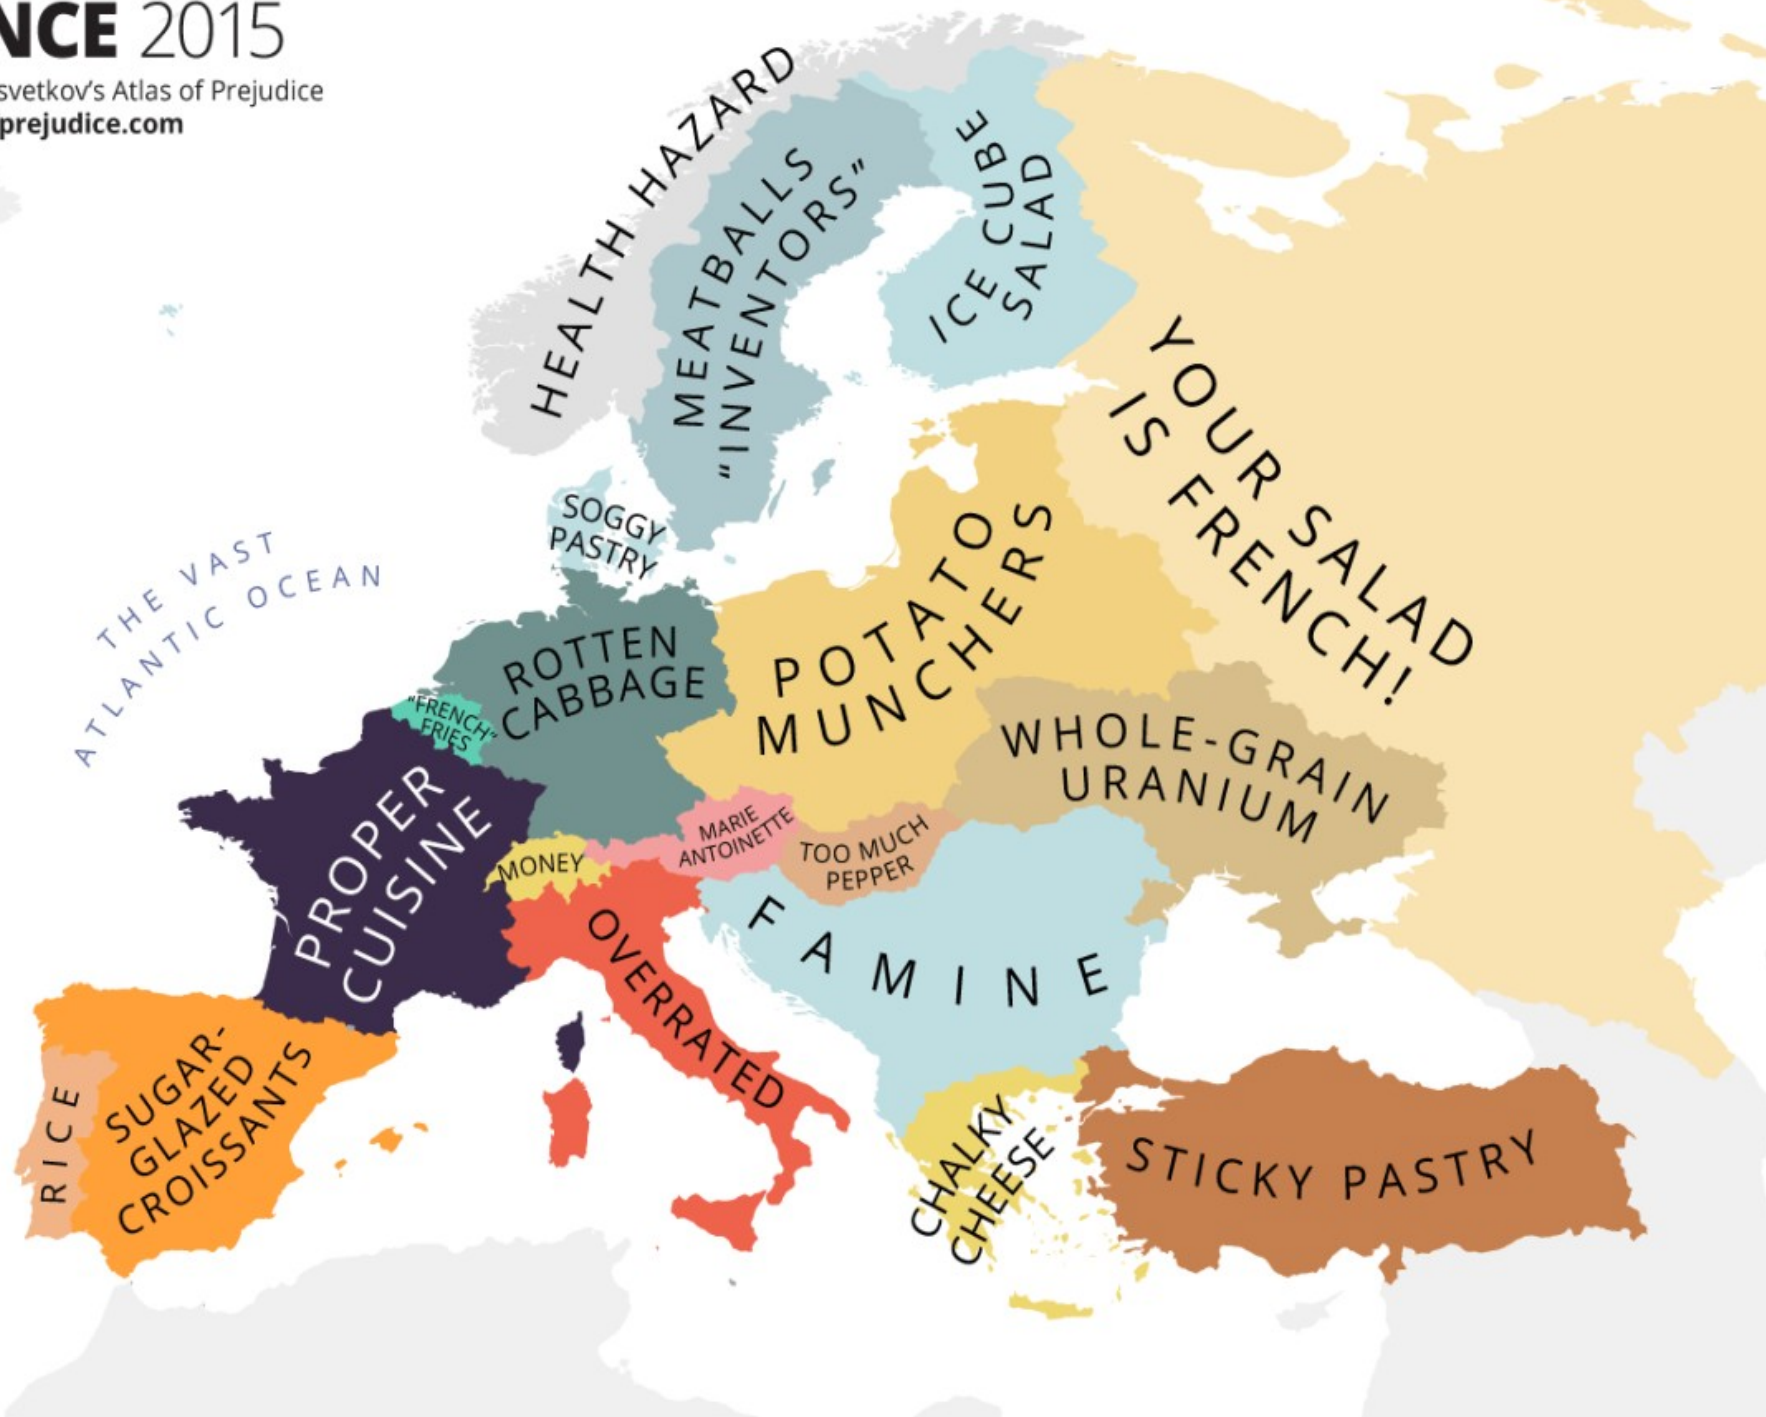 NCE 2015
svetkov's Atlas of Prejudice
prejudice.com
HEALTH HAZARD
MEATBALLS
"INVENTORS"
ICE CUBE
SALAD
YOUR SALAD
IS FRENCH!
SOGGY
PASTRY
THE VAST
ATLANTIC OCEAN
ROTTEN
CABBAGE
POTATO
MUNCHERS
"FRENCH"
FRIES
WHOLE-GRAIN
URANIUM
PROPER
CUISINE
MARIE
ANTOINETTE
MONEY
TOO MUCH
PEPPER
FAMINE
OVERRATED
SUGAR-
GLAZED
CROISSANTS
RICE
CHALKY
CHEESE
STICKY PASTRY